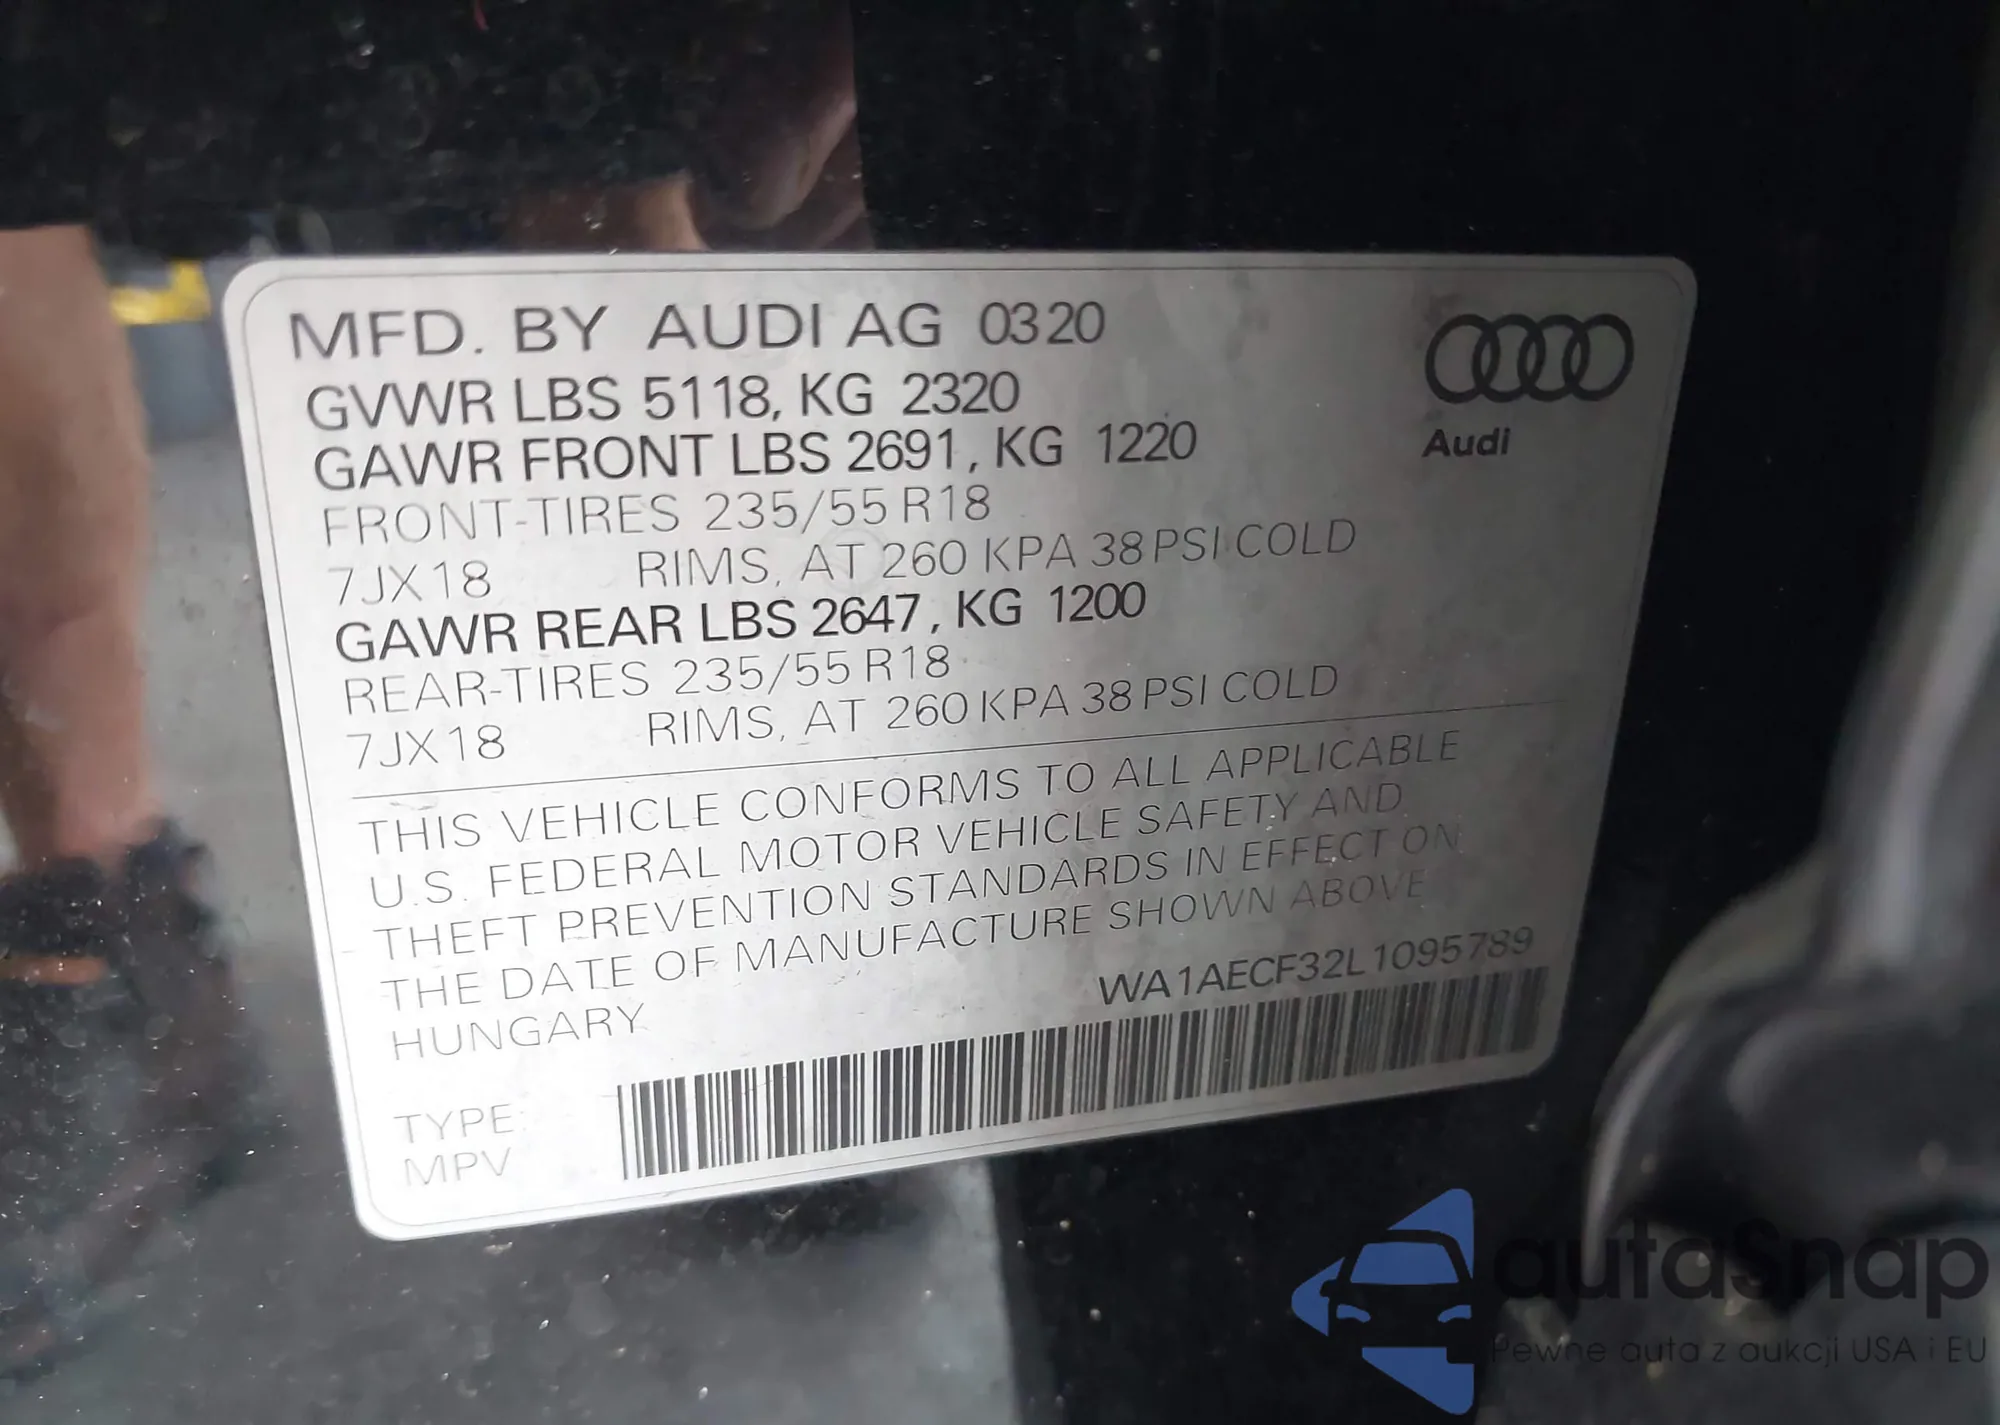 MFD. BY AUDI AG 0320
GVWR LBS 5118, KG 2320
GAWR FRONT LBS 2691, KG 1220
FRONT-TIRES 235/55 R18
7JX18 RIMS, AT 260 KPA 38 PSI COLD
GAWR REAR LBS 2647, KG 1200
REAR-TIRES 235/55 R18
7JX18 RIMS, AT 260 KPA 38 PSI COLD
Audi
THIS VEHICLE CONFORMS TO ALL APPLICABLE
U.S. FEDERAL MOTOR VEHICLE SAFETY AND
THEFT PREVENTION STANDARDS IN EFFECT ON
THE DATE OF MANUFACTURE SHOWN ABOVE
HUNGARY
WA1AECF32L1095789
TYPE:
MPV
autaSnap
Pewne auta z aukcji USA i EU